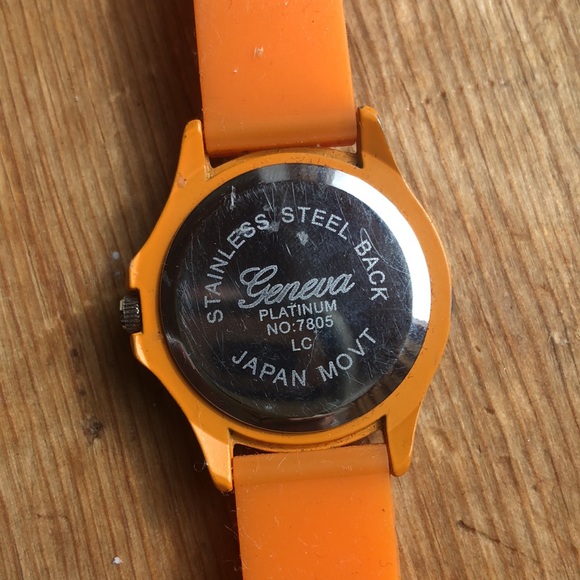 STAINLESS STEEL BACK
Geneva
PLATINUM
NO:7805
LC
JAPAN MOVT